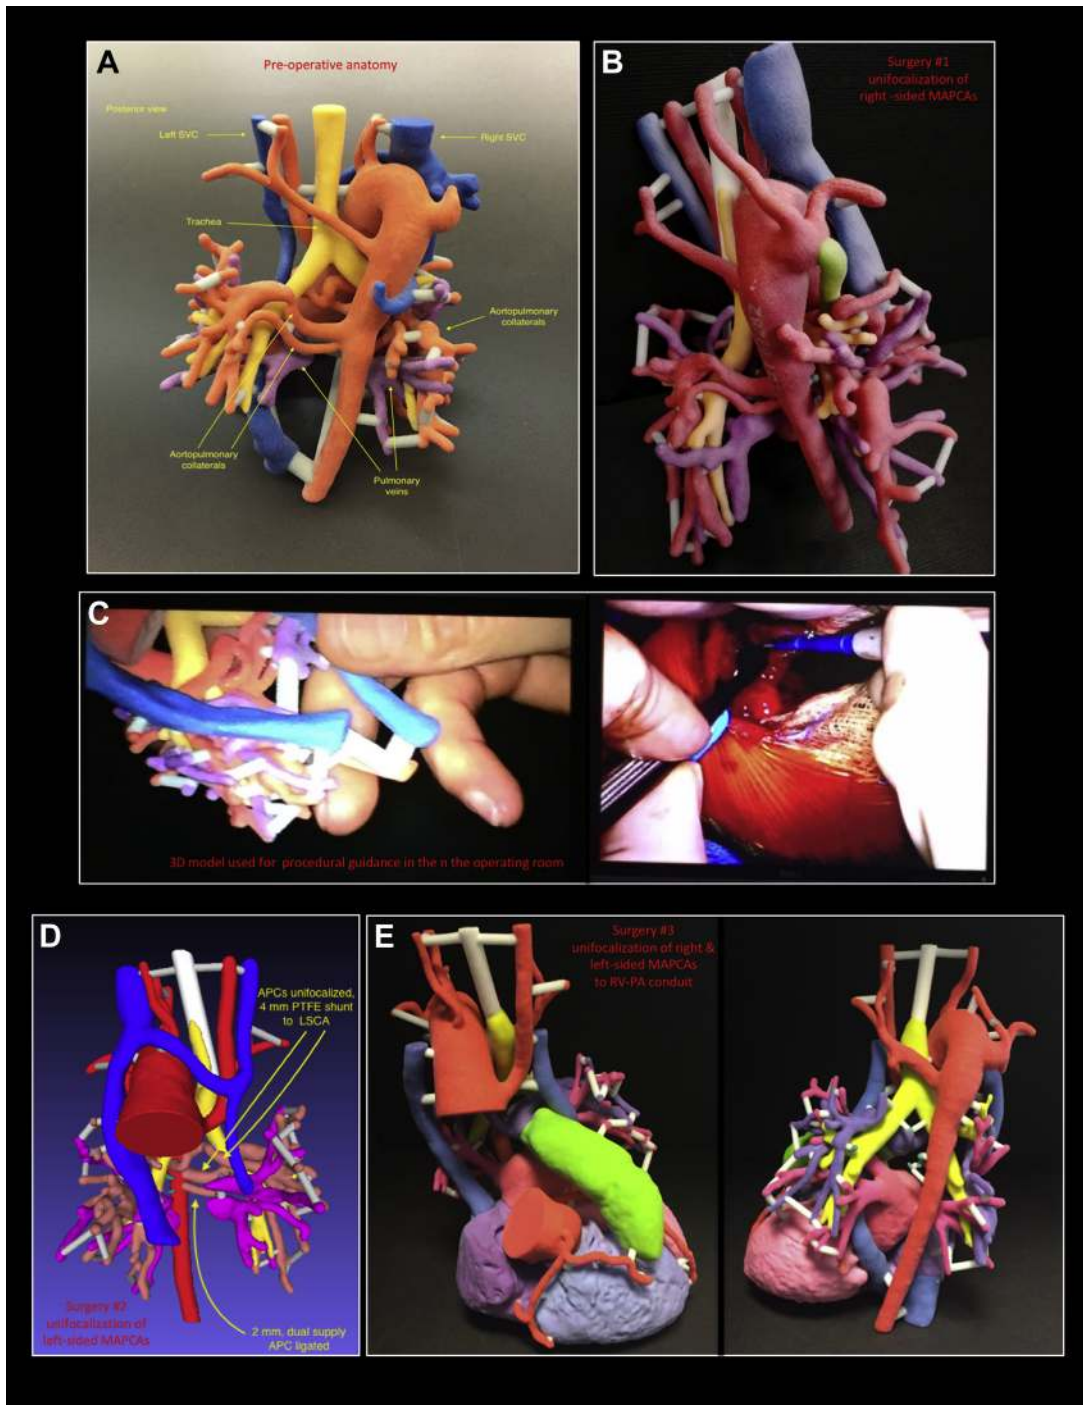 A
Pre-operative anatomy
Posterior view
Left SVC
Right SVC
Trachea
Aortopulmonary
collaterals
Aortopulmonary
collaterals
Pulmonary
veins
B
Surgery #1
unifocalization of
right -sided MAPCAs
C
3D model used for procedural guidance in the n the operating room
D
APCs unifocalized,
4 mm PTFE shunt
to LSCA
Surgery #2
unifocalization of
left-sided MAPCAs
2 mm, dual supply
APC ligated
E
Surgery #3
unifocalization of right &
left-sided MAPCAs
to RV-PA conduit